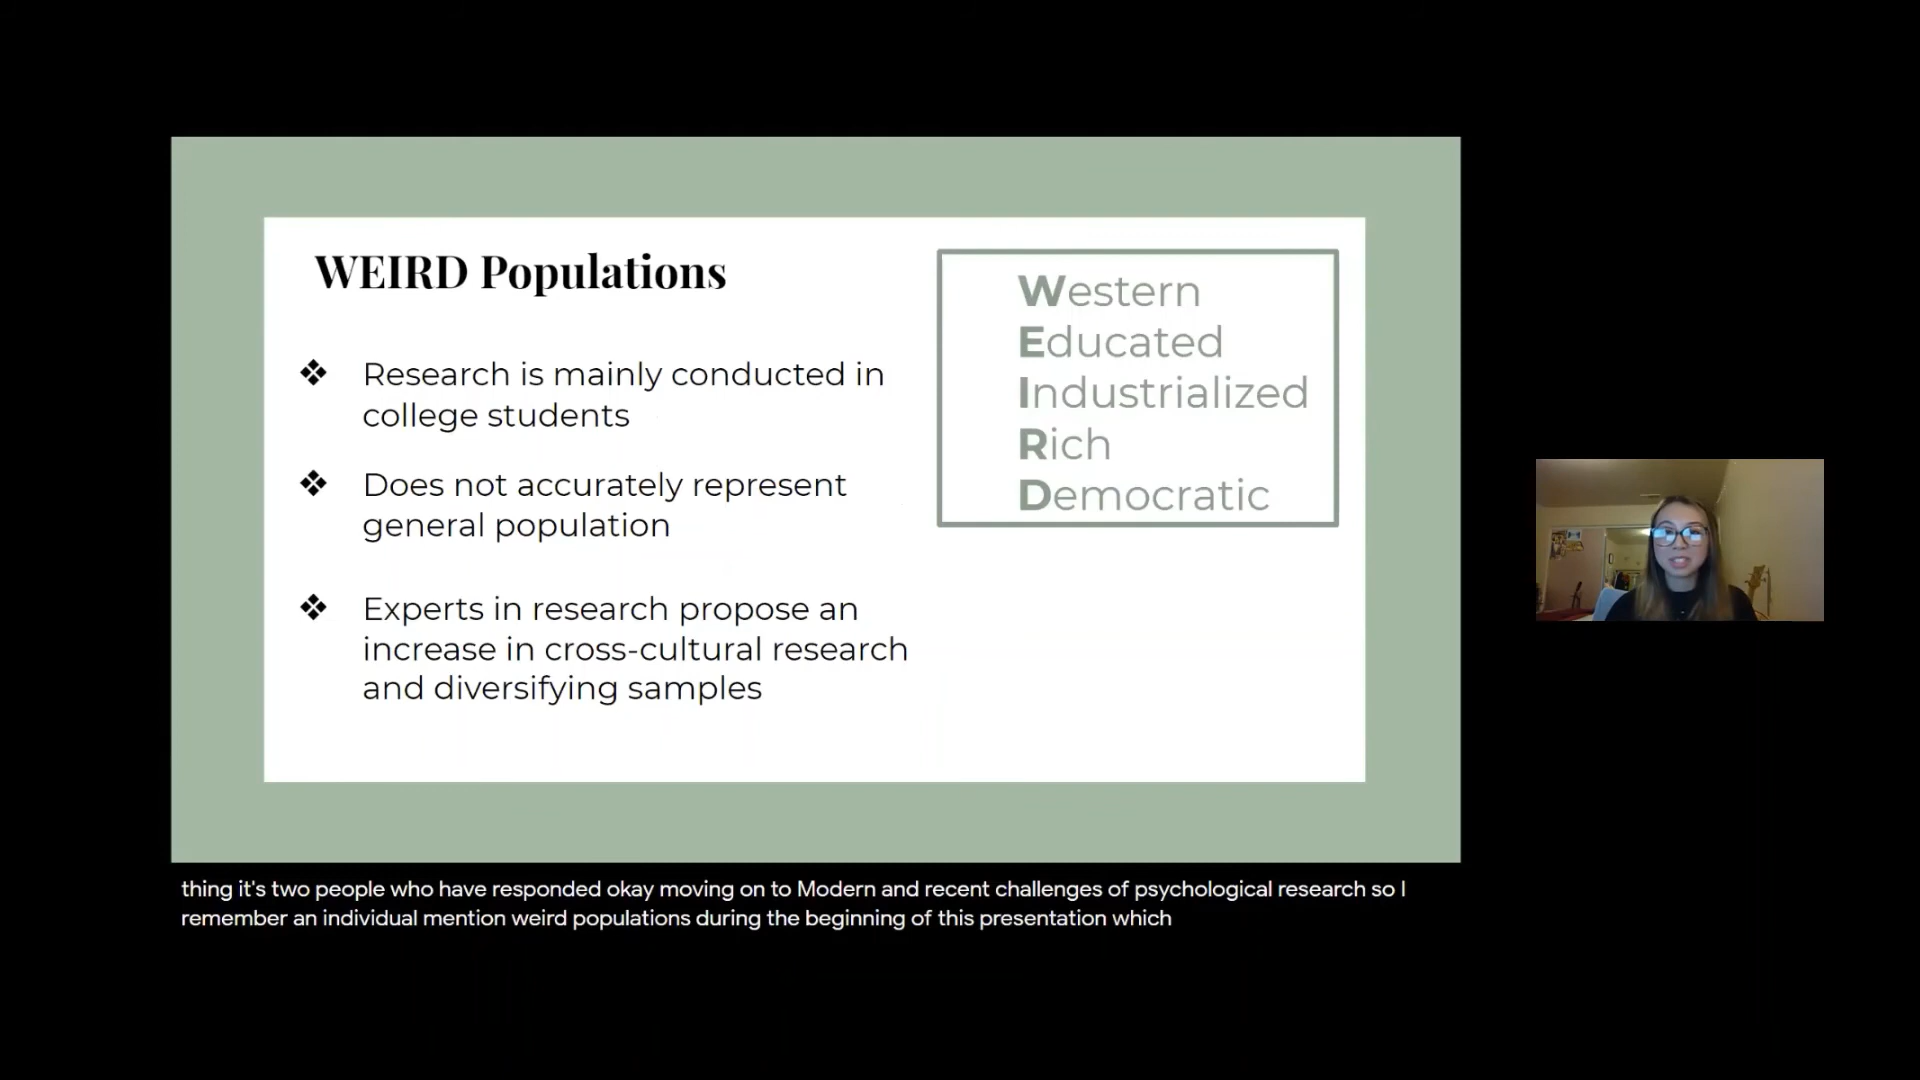 WEIRD Populations
❖ Research is mainly conducted in
college students
❖ Does not accurately represent
general population
❖ Experts in research propose an
increase in cross-cultural research
and diversifying samples
Western
Educated
Industrialized
Rich
Democratic
thing it's two people who have responded okay moving on to Modern and recent challenges of psychological research so I
remember an individual mention weird populations during the beginning of this presentation which